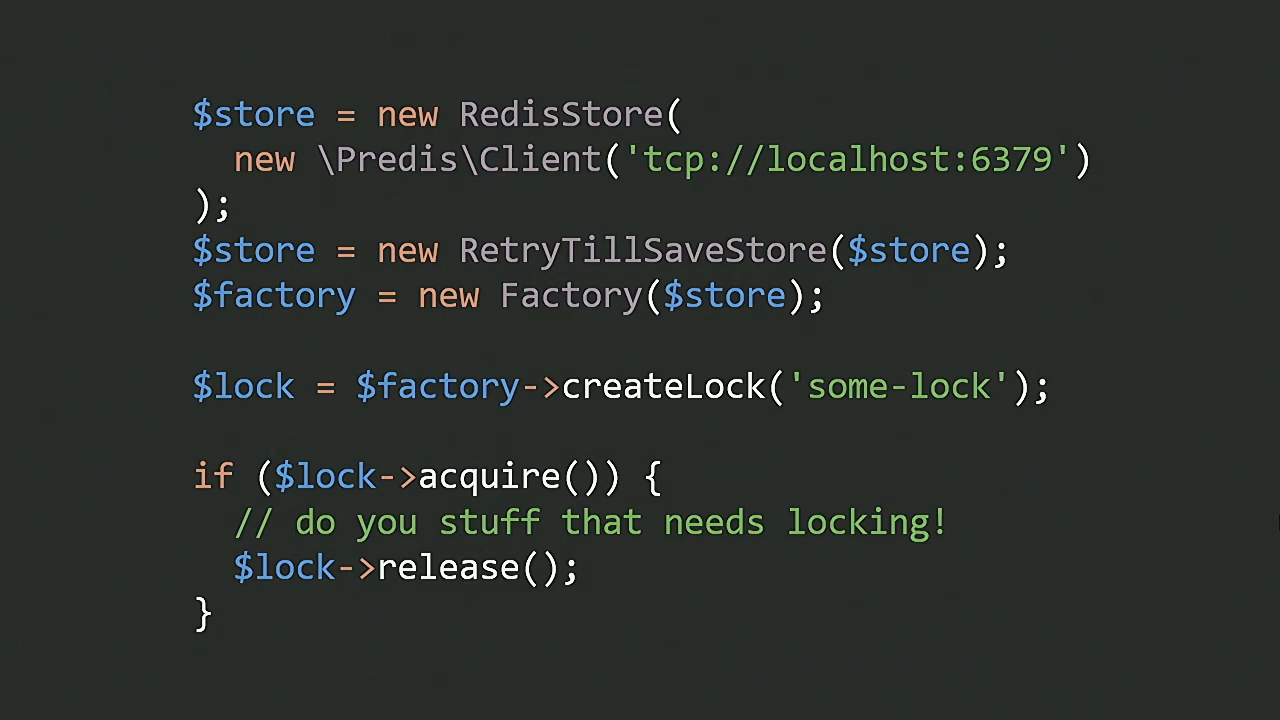 $store = new RedisStore(
  new \Predis\Client('tcp://localhost:6379')
);
$store = new RetryTillSaveStore($store);
$factory = new Factory($store);

$lock = $factory->createLock('some-lock');

if ($lock->acquire()) {
  // do you stuff that needs locking!
  $lock->release();
}